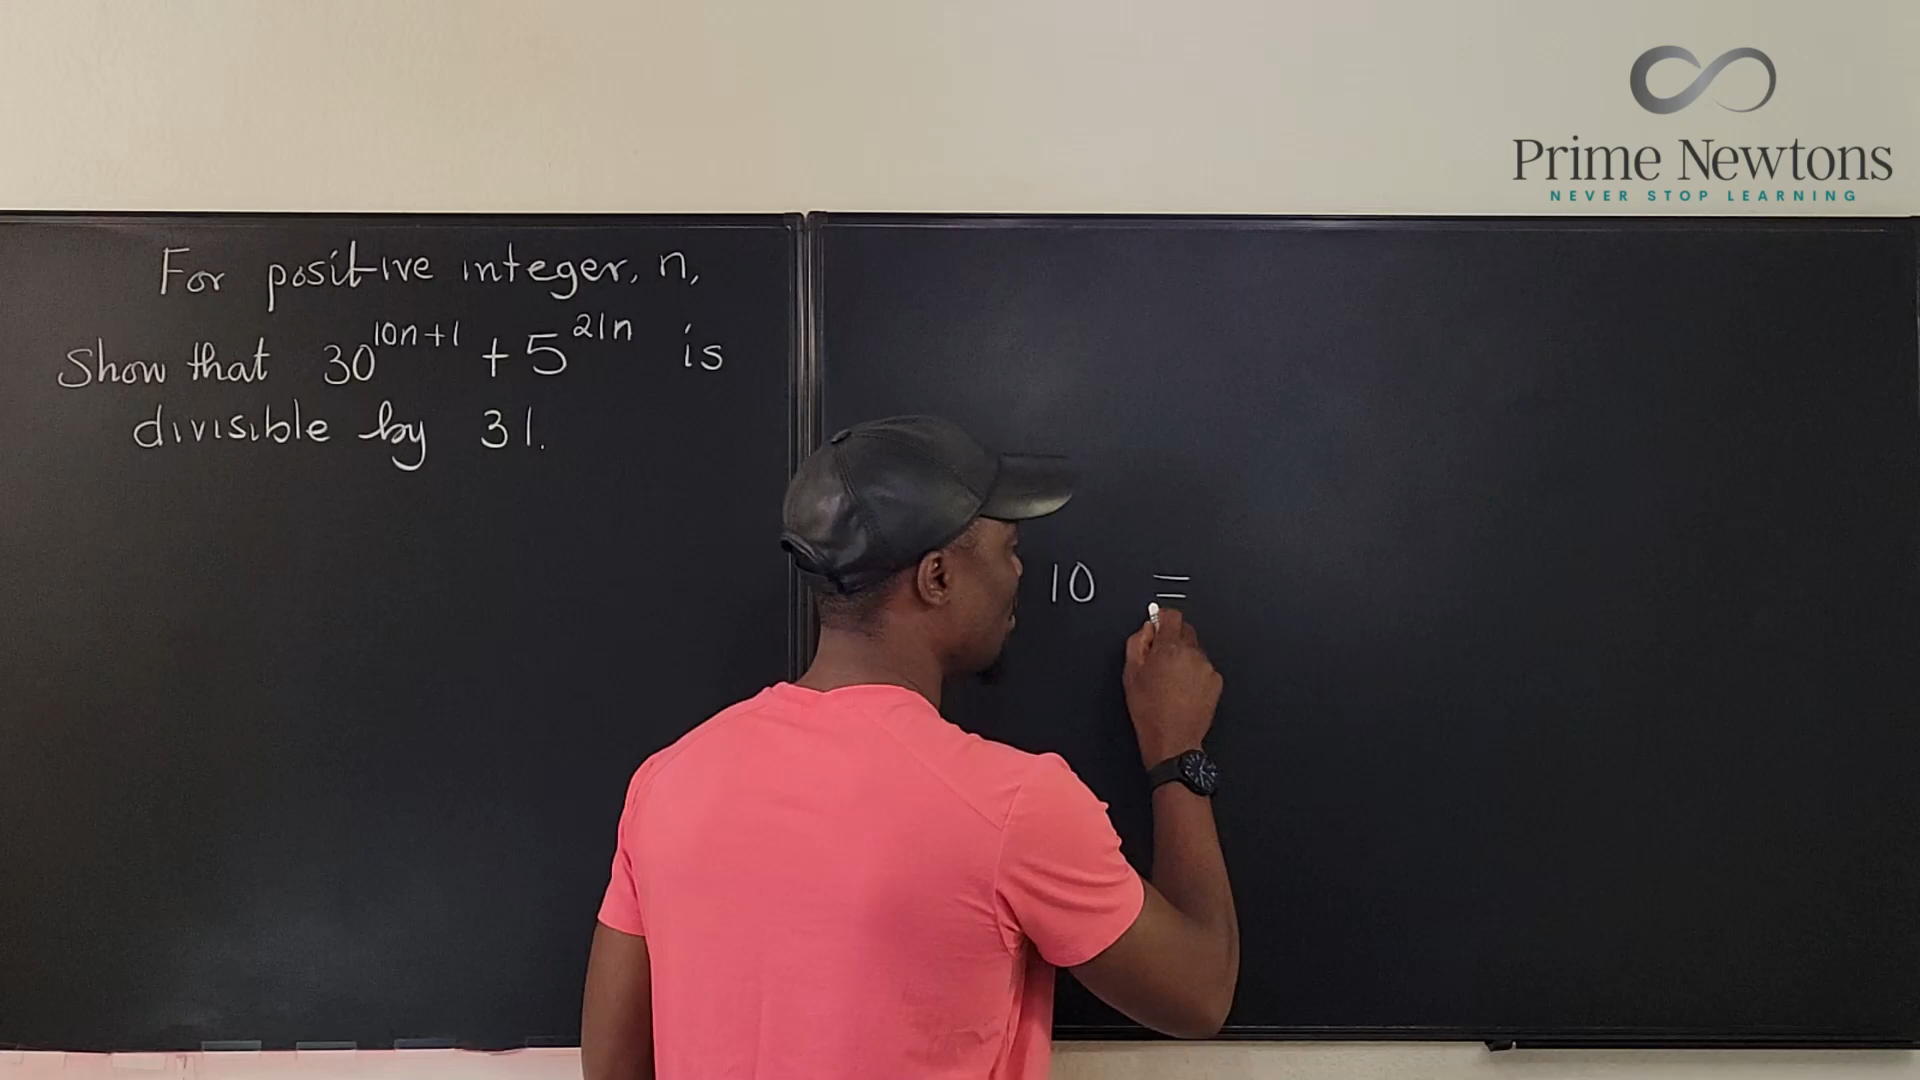 Prime Newtons
NEVER STOP LEARNING
For positive integer, n,
Show that 30^{10n+1} + 5^{21n} is
divisible by 31.
10 =